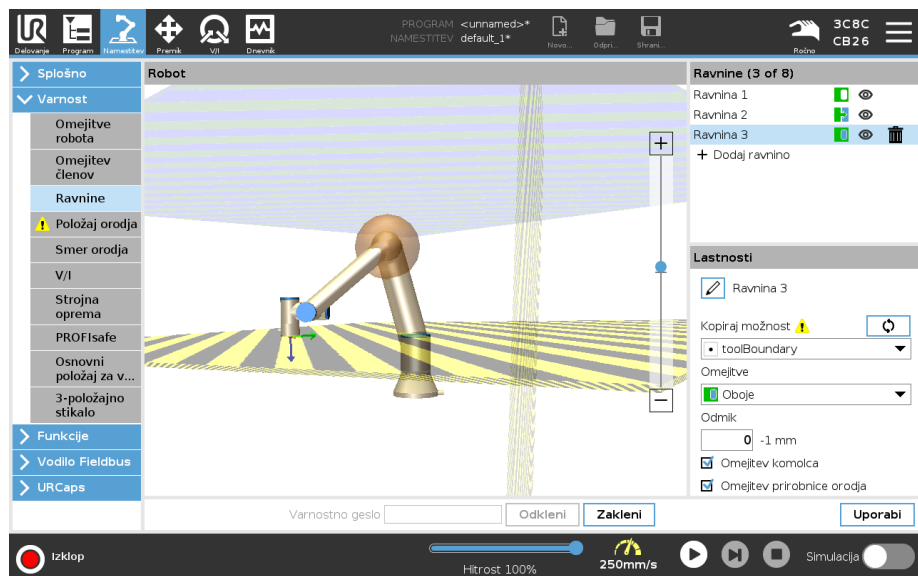 PROGRAM <unnamed>*
NAMESTITEV default_1*
Delovanje
Program
Namestitev
Premik
V/I
Dnevnik
Novo...
Odpri...
Shrani...
Ročno
3C8C
CB26
Splošno
Varnost
Omejitve
robota
Omejitev
členov
Ravnine
Položaj orodja
Smer orodja
V/I
Strojna
oprema
PROFIsafe
Osnovni
položaj za v...
3-položajno
stikalo
Funkcije
Vodilo Fieldbus
URCaps
Robot
Ravnine (3 of 8)
Ravnina 1
Ravnina 2
Ravnina 3
+ Dodaj ravnino
Lastnosti
Ravnina 3
Kopiraj možnost
toolBoundary
Omejitve
Oboje
Odmik
0 -1 mm
Omejitev komolca
Omejitev prirobnice orodja
Varnostno geslo
Odkleni
Zakleni
Uporabi
Izklop
Hitrost 100%
250mm/s
Simulacija